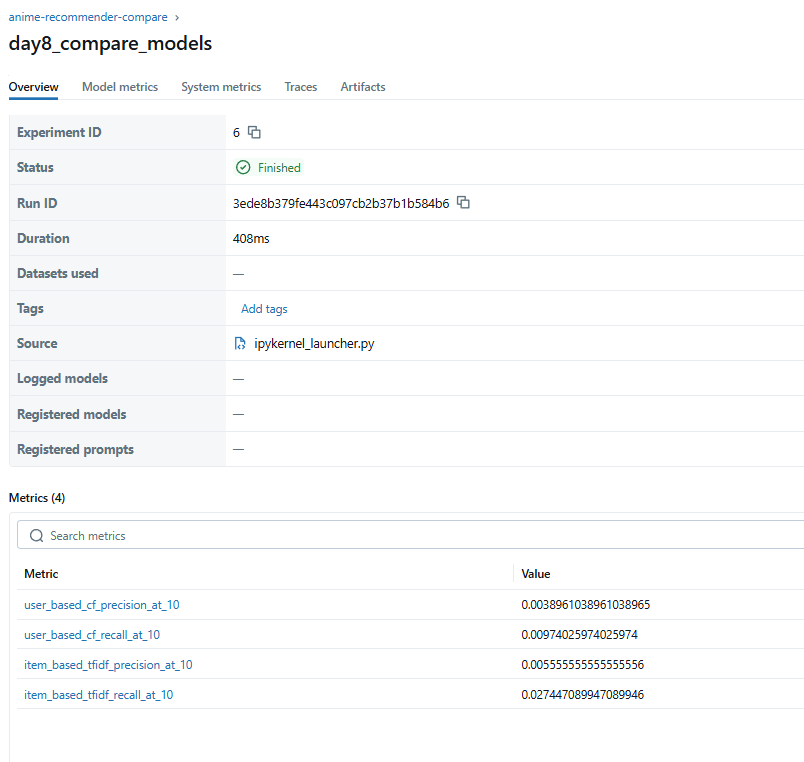 anime-recommender-compare ›
day8_compare_models
Overview Model metrics System metrics Traces Artifacts
Experiment ID 6
Status Finished
Run ID 3ede8b379fe443c097cb2b37b1b584b6
Duration 408ms
Datasets used —
Tags Add tags
Source ipykernel_launcher.py
Logged models —
Registered models —
Registered prompts —
Metrics (4)
Search metrics
Metric Value
user_based_cf_precision_at_10 0.0038961038961038965
user_based_cf_recall_at_10 0.00974025974025974
item_based_tfidf_precision_at_10 0.005555555555555556
item_based_tfidf_recall_at_10 0.027447089947089946